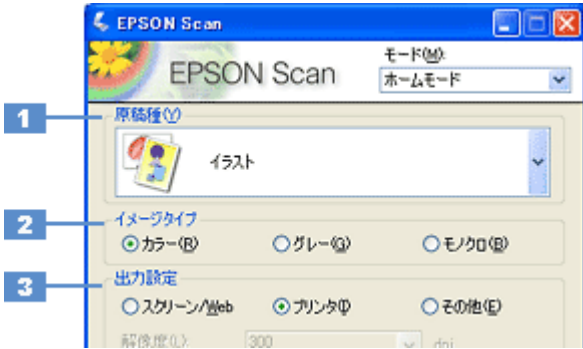 EPSON Scan
EPSON Scan
モード(M):
ホームモード
1
原稿種(Y)
イラスト
2
イメージタイプ
カラー(R) グレー(G) モノクロ(B)
3
出力設定
スクリーン/Web プリンタ(I) その他(E)
解像度(L): 300 dpi